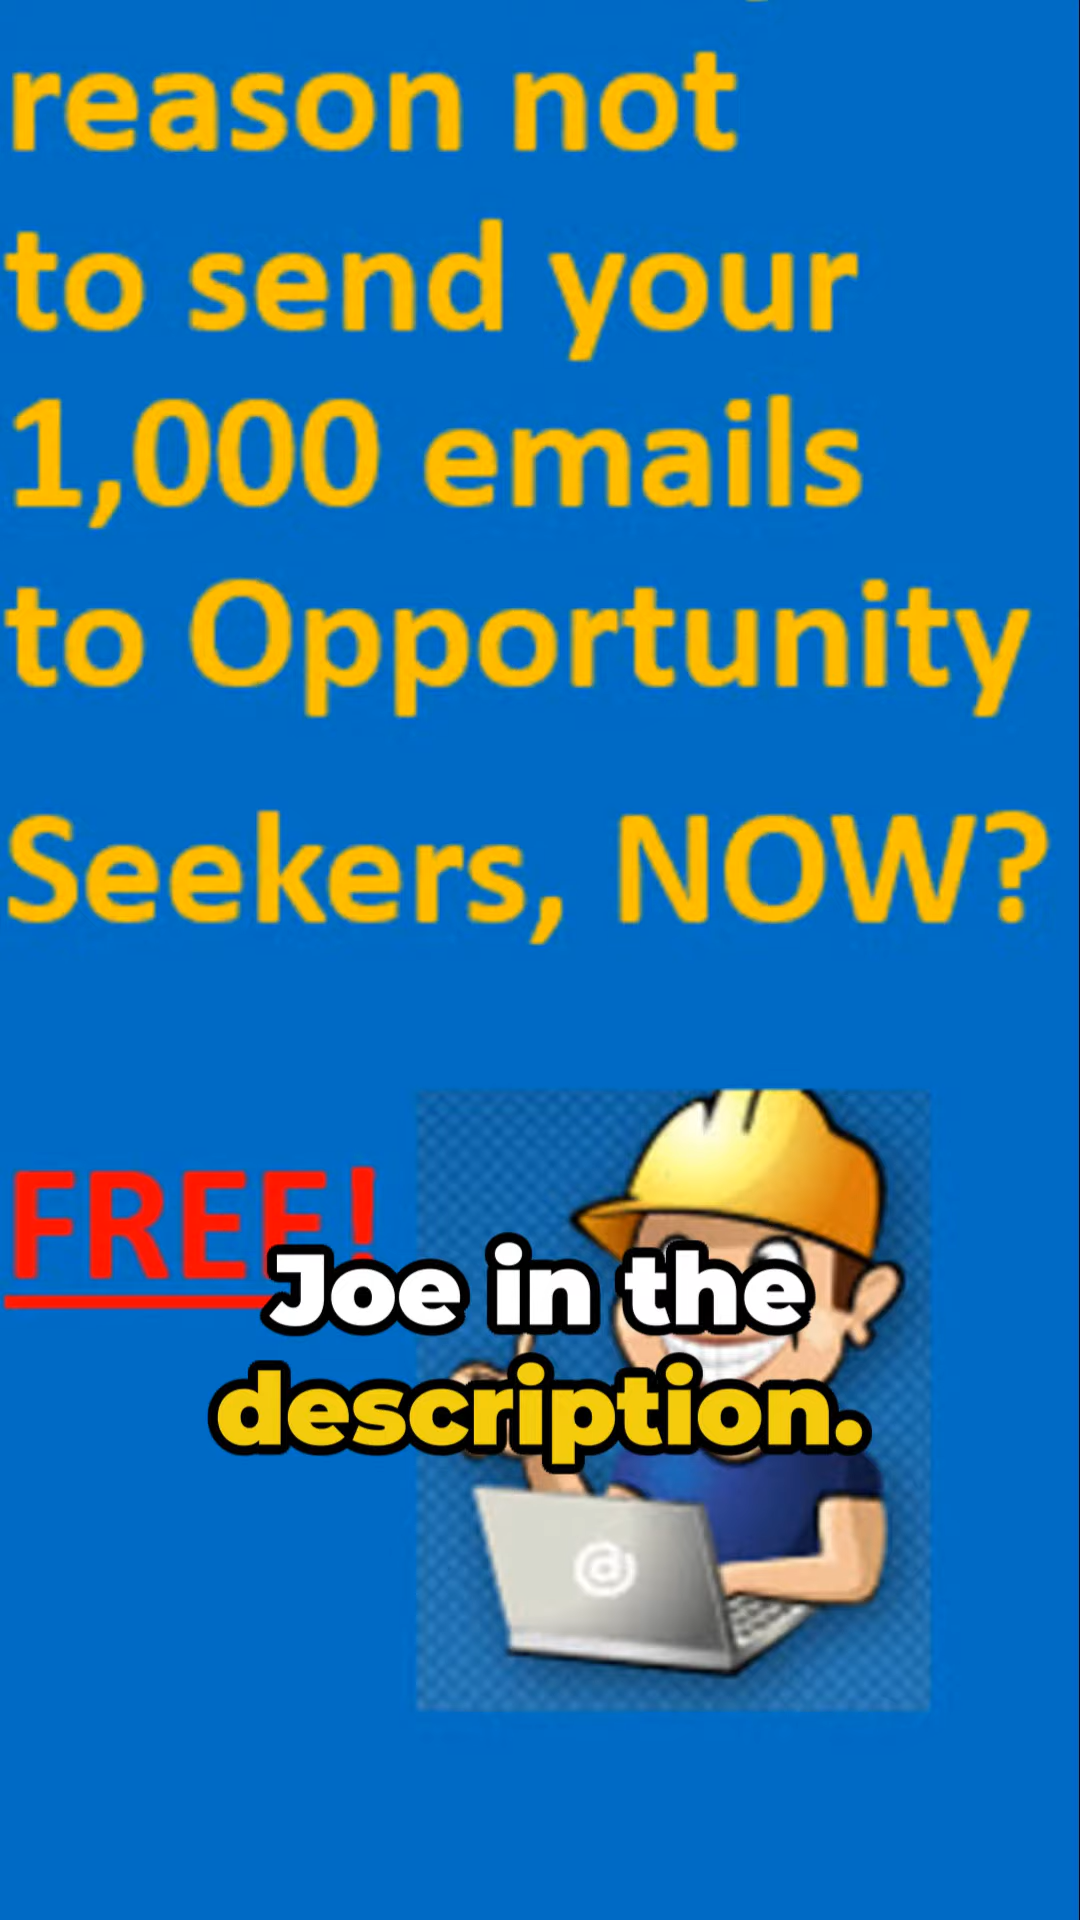 reason not
to send your
1,000 emails
to Opportunity
Seekers, NOW?
FREE!
Joe in the
description.
@